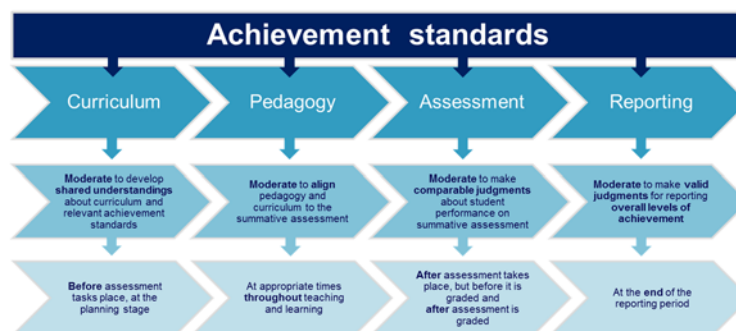 Achievement standards
Curriculum
Pedagogy
Assessment
Reporting
Moderate to develop
shared understandings
about curriculum and
relevant achievement
standards
Moderate to align
pedagogy
and curriculum to the
summative assessment
Moderate to make
comparable judgments
about student
performance on
summative assessment
Moderate to make valid
judgments for reporting
overall levels of
achievement
Before assessment
tasks place, at the
planning stage
At appropriate times
throughout teaching
and learning
After assessment takes
place, but before it is
graded and
after assessment is
graded
At the end of the
reporting period